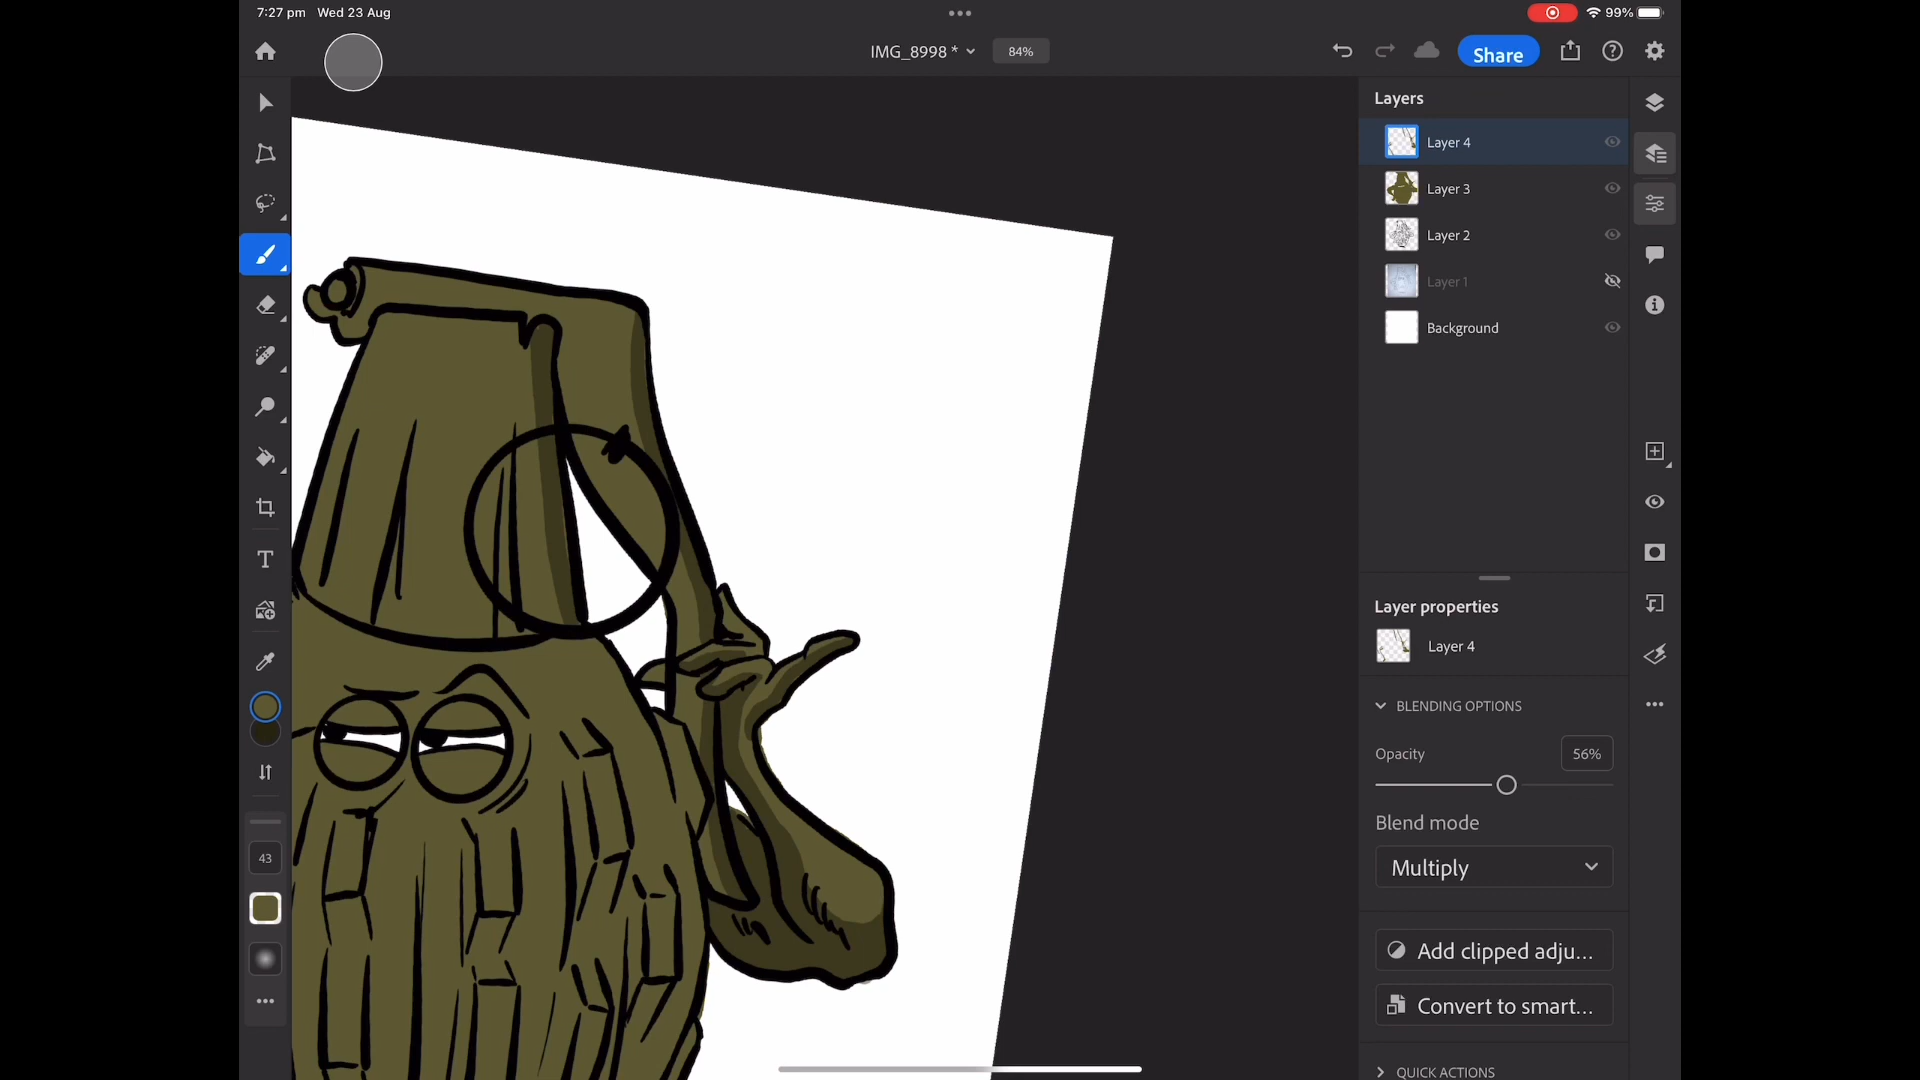 7:27 pm Wed 23 Aug
99%
IMG_8998 *
84%
Share
Layers
Layer 4
Layer 3
Layer 2
Layer 1
Background
Layer properties
Layer 4
BLENDING OPTIONS
Opacity
56%
Blend mode
Multiply
43
Add clipped adju...
Convert to smart...
QUICK ACTIONS